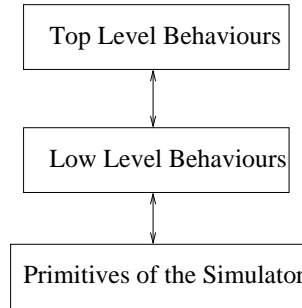 Top Level Behaviours
Low Level Behaviours
Primitives of the Simulator